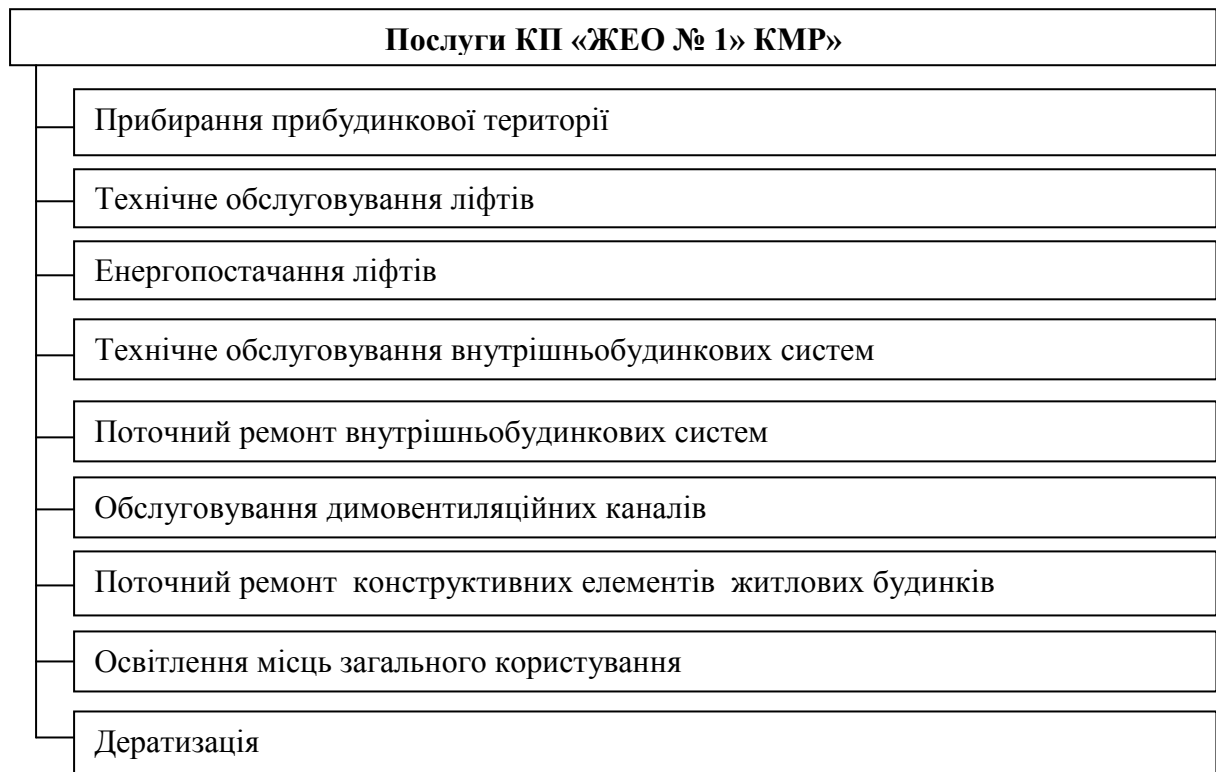 Послуги КП «ЖЕО № 1» КМР»
Прибирання прибудинкової території
Технічне обслуговування ліфтів
Енергопостачання ліфтів
Технічне обслуговування внутрішньобудинкових систем
Поточний ремонт внутрішньобудинкових систем
Обслуговування димовентиляційних каналів
Поточний ремонт конструктивних елементів житлових будинків
Освітлення місць загального користування
Дератизація